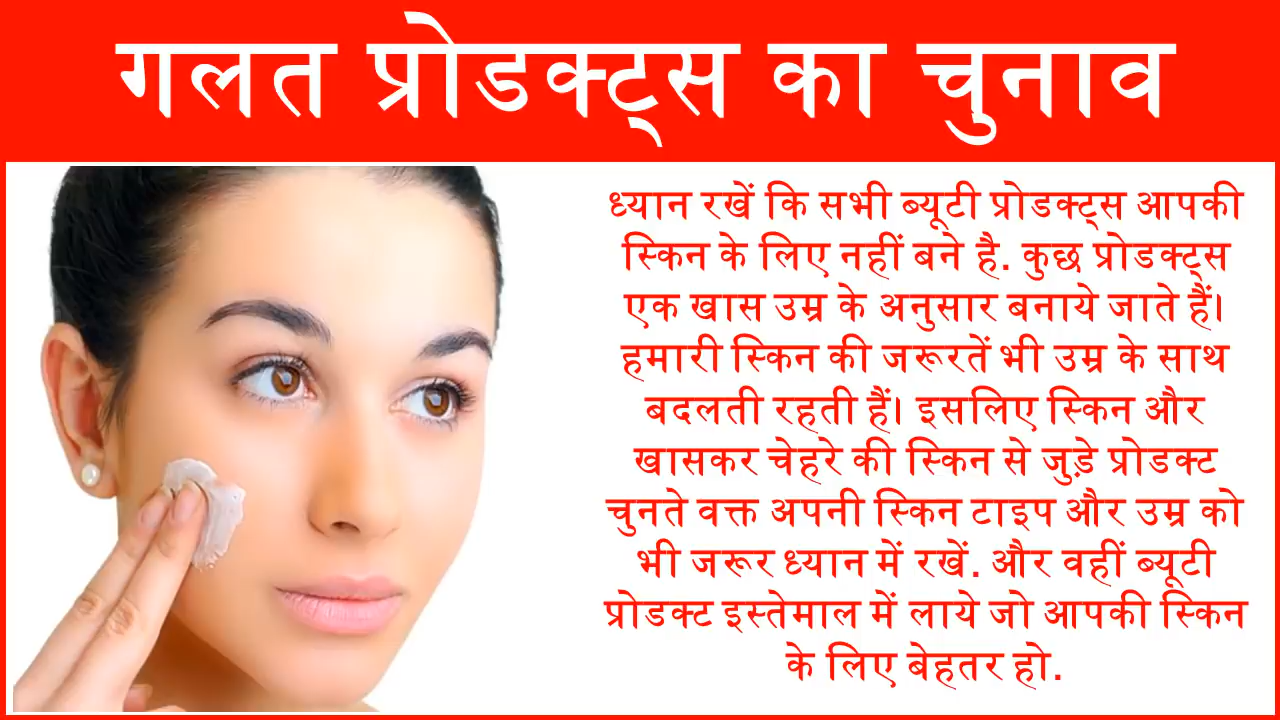 गलत प्रोडक्ट्स का चुनाव
ध्यान रखें कि सभी ब्यूटी प्रोडक्ट्स आपकी
स्किन के लिए नहीं बने है. कुछ प्रोडक्ट्स
एक खास उम्र के अनुसार बनाये जाते हैं।
हमारी स्किन की जरूरतें भी उम्र के साथ
बदलती रहती हैं। इसलिए स्किन और
खासकर चेहरे की स्किन से जुड़े प्रोडक्ट
चुनते वक्त अपनी स्किन टाइप और उम्र को
भी जरूर ध्यान में रखें. और वहीं ब्यूटी
प्रोडक्ट इस्तेमाल में लाये जो आपकी स्किन
के लिए बेहतर हो.